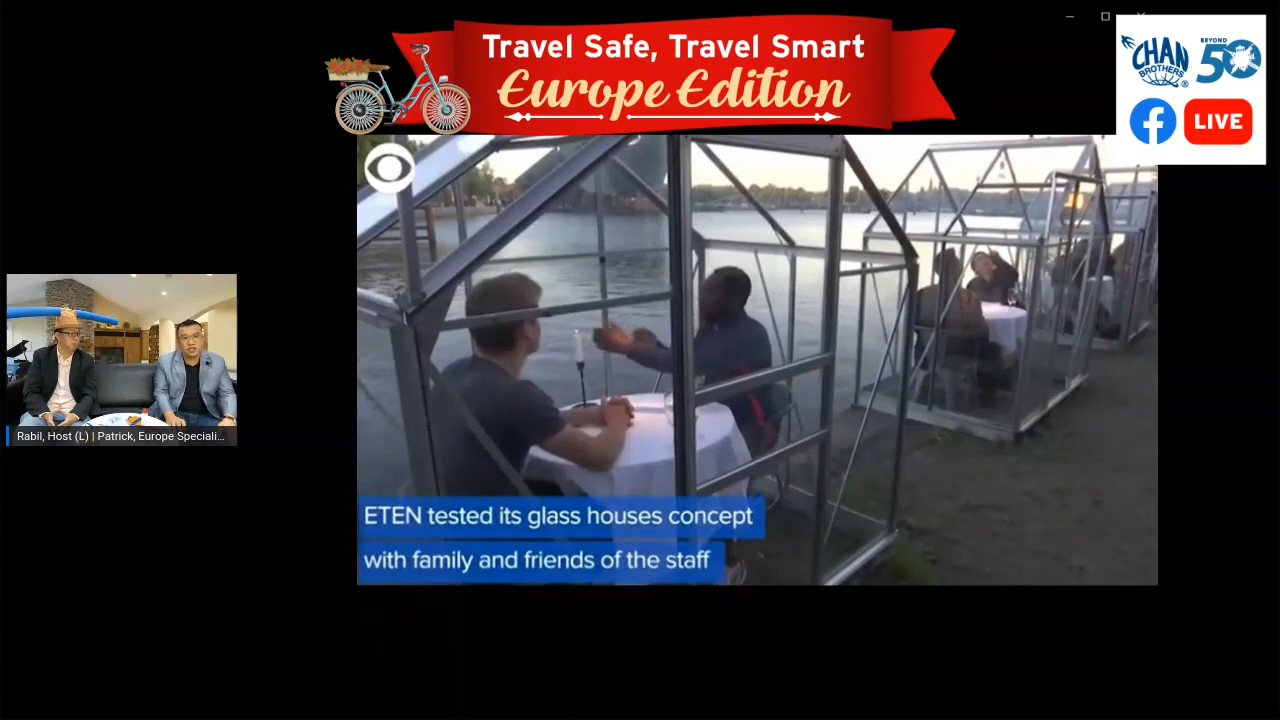 Travel Safe, Travel Smart
Europe Edition
CHAN
BROTHERS®
BEYOND
50
LIVE
Rabil, Host (L) | Patrick, Europe Speciali...
ETEN tested its glass houses concept
with family and friends of the staff